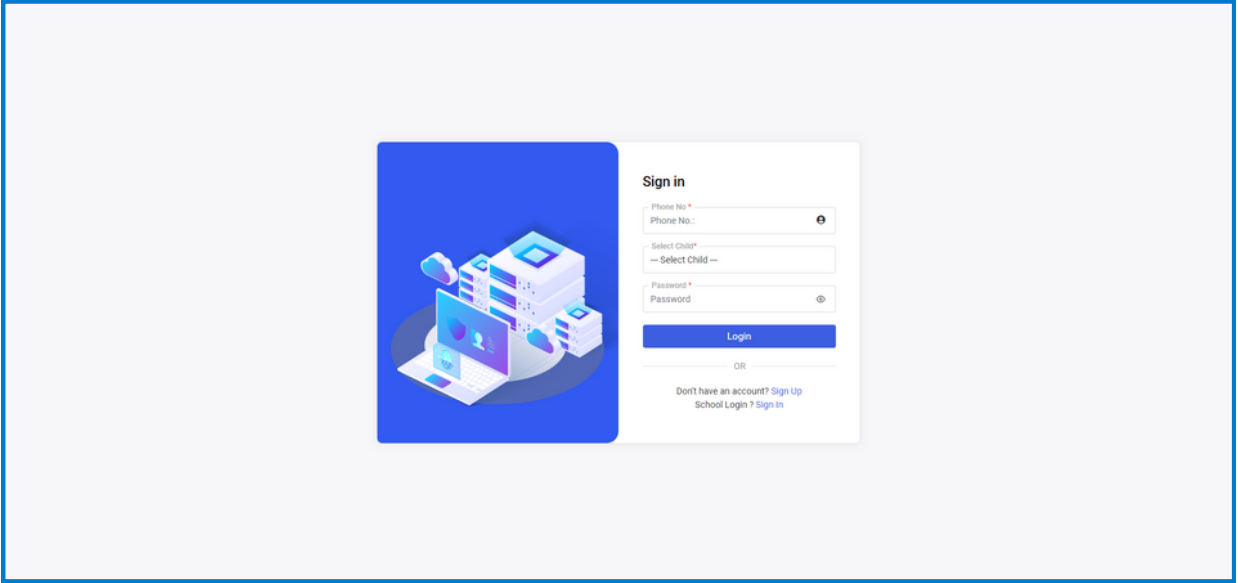 Sign in
Phone No *
Phone No.:
Select Child*
--- Select Child ---
Password *
Password
Login
OR
Don't have an account? Sign Up
School Login ? Sign In